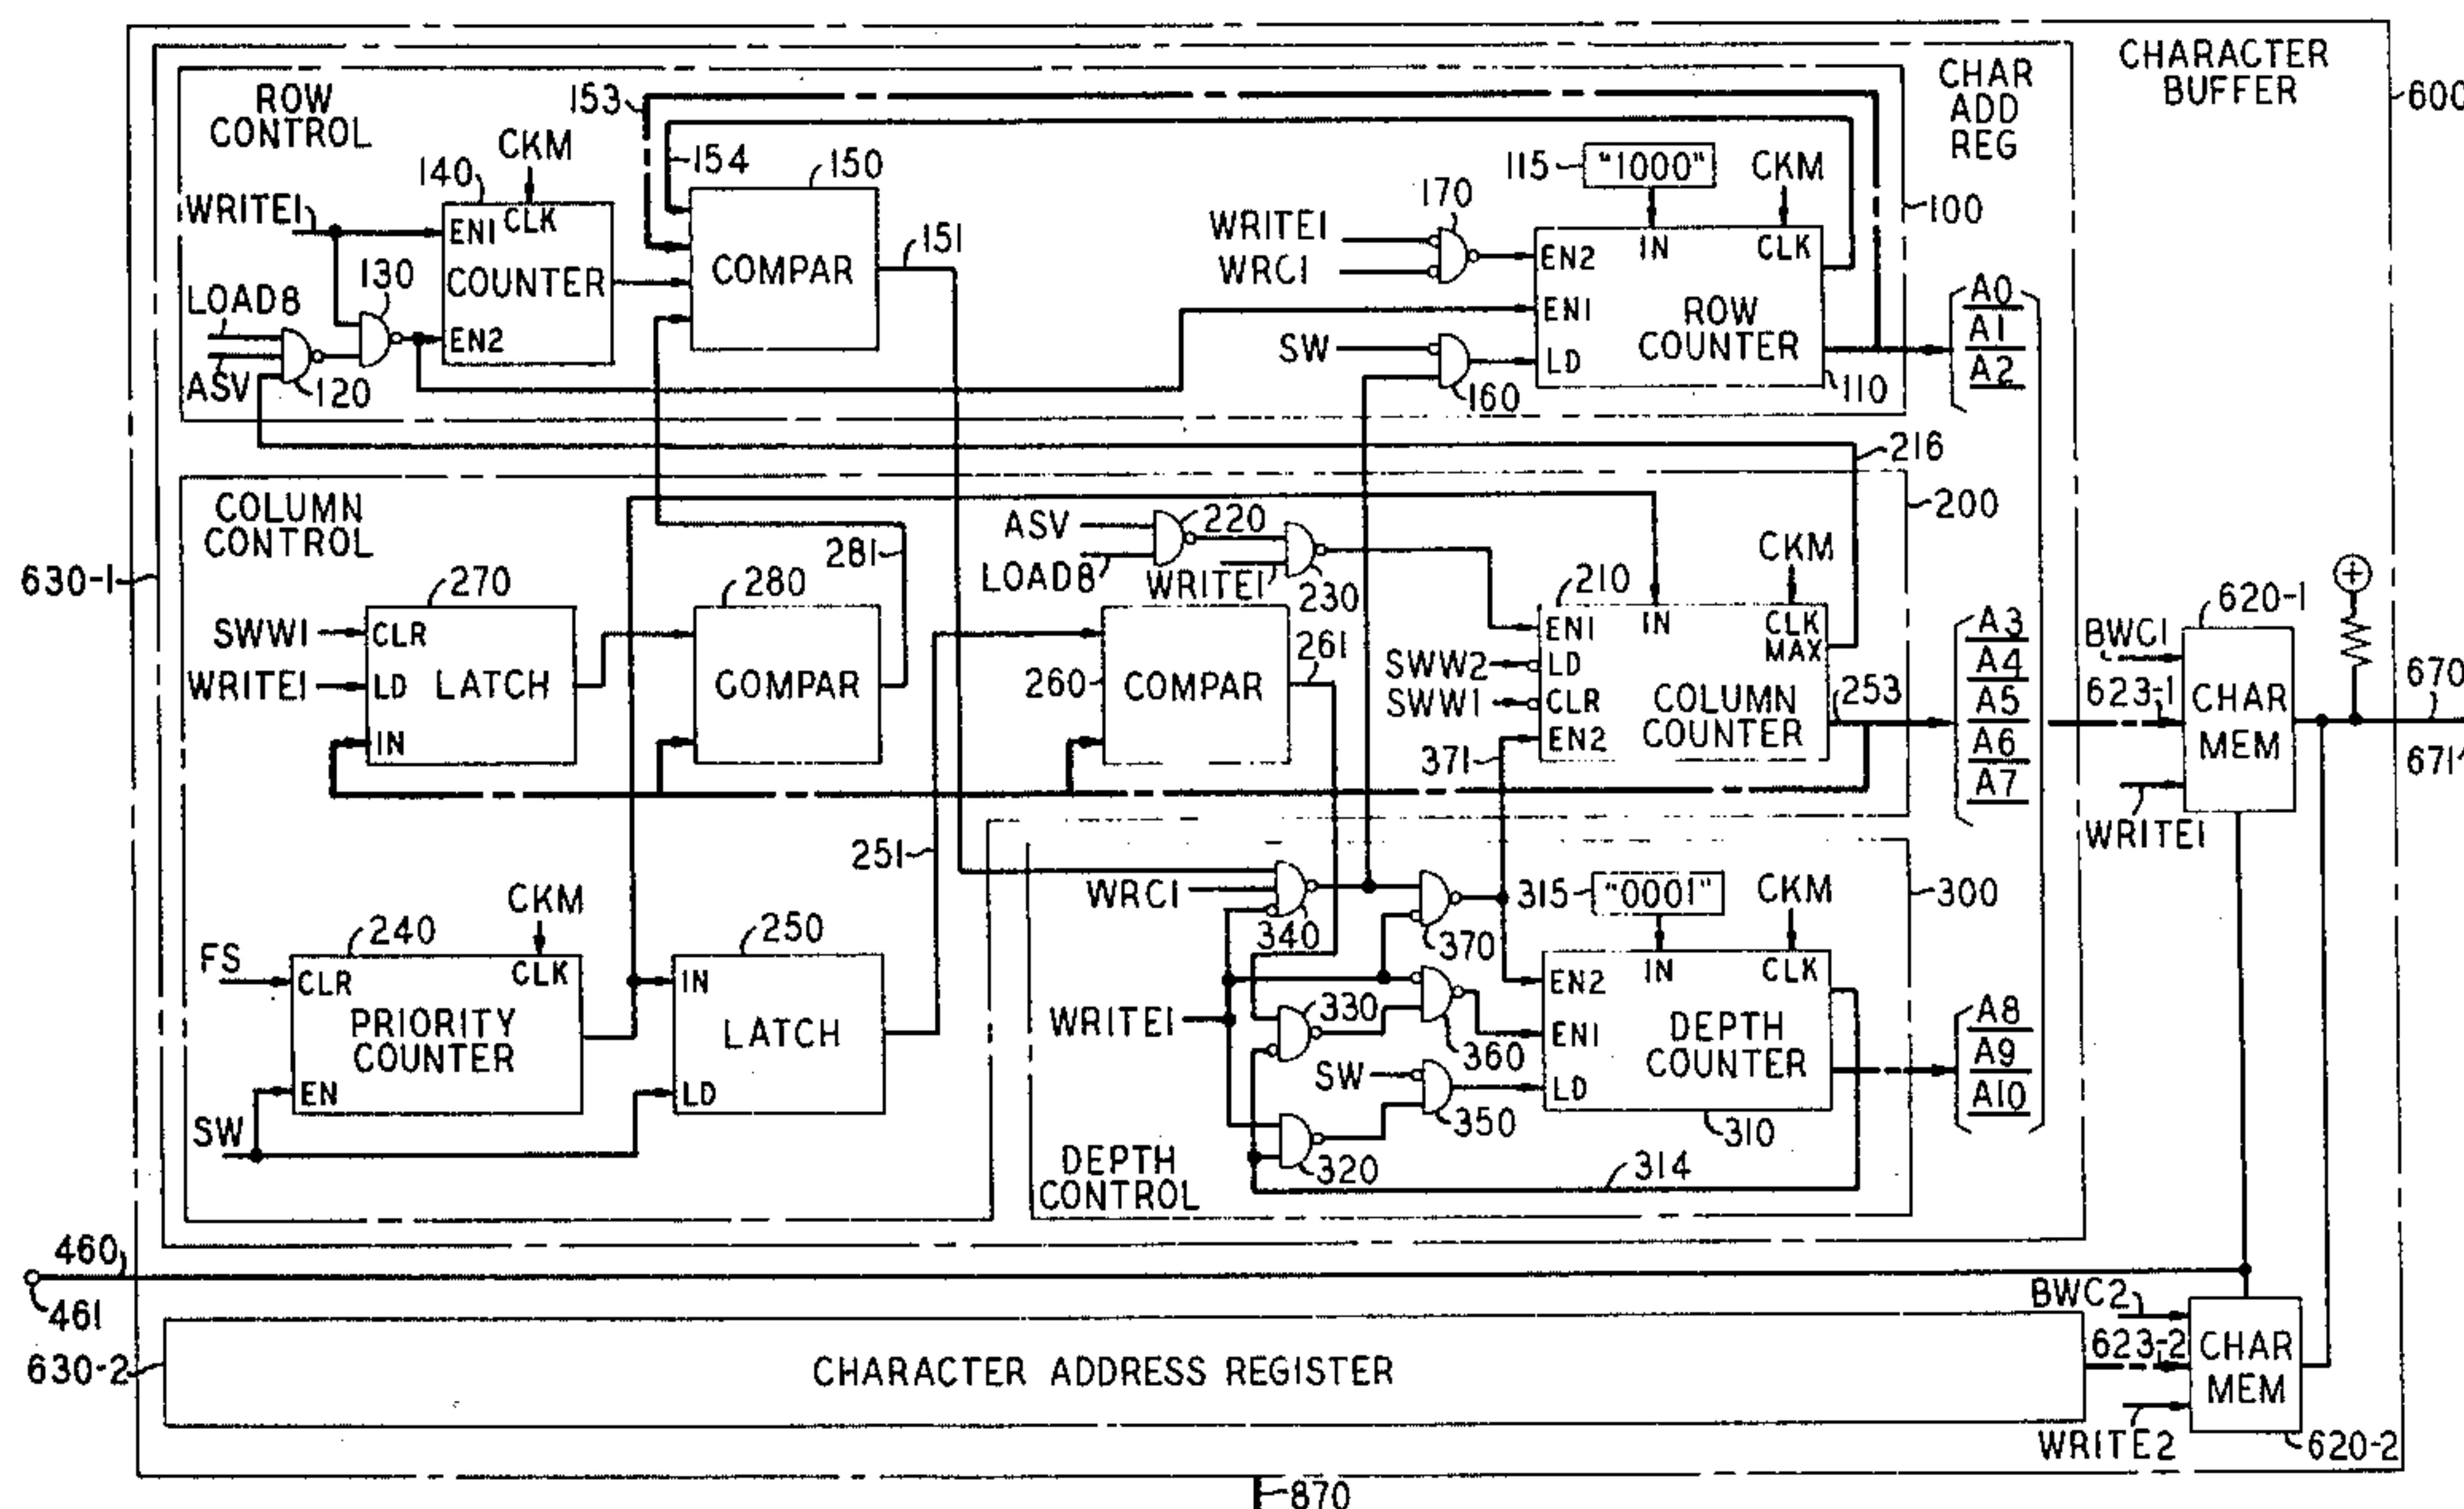 ROW
CONTROL
153
CHAR
ADD
REG
CHARACTER
BUFFER
600
CKM
140
154
150
115
"1000"
CKM
170
WRITE1
EN1
CLK
COUNTER
EN2
COMPAR
151
WRITE1
WRC1
EN2
IN
CLK
100
130
LOAD8
ASV
120
SW
EN1
ROW
COUNTER
LD
160
110
A0
A1
A2
216
COLUMN
CONTROL
281
ASV
220
LOAD8
WRITE1
230
200
CKM
630-1
270
280
210
SWW1
CLR
WRITE1
LD
LATCH
IN
COMPAR
260
COMPAR
261
EN1
IN
CLK
MAX
SWW2
LD
SWW1
CLR
COLUMN
COUNTER
EN2
253
371
A3
A4
A5
A6
A7
BWC1
620-1
623-1
CHAR
MEM
WRITE1
670
671
251
WRC1
340
370
315
"0001"
CKM
300
FS
240
CKM
250
CLR
CLK
PRIORITY
COUNTER
EN
IN
LATCH
LD
SW
WRITE1
330
360
SW
350
320
EN2
IN
CLK
EN1
DEPTH
COUNTER
LD
310
A8
A9
A10
DEPTH
CONTROL
314
460
461
630-2
CHARACTER ADDRESS REGISTER
BWC2
623-2
CHAR
MEM
WRITE2
620-2
870